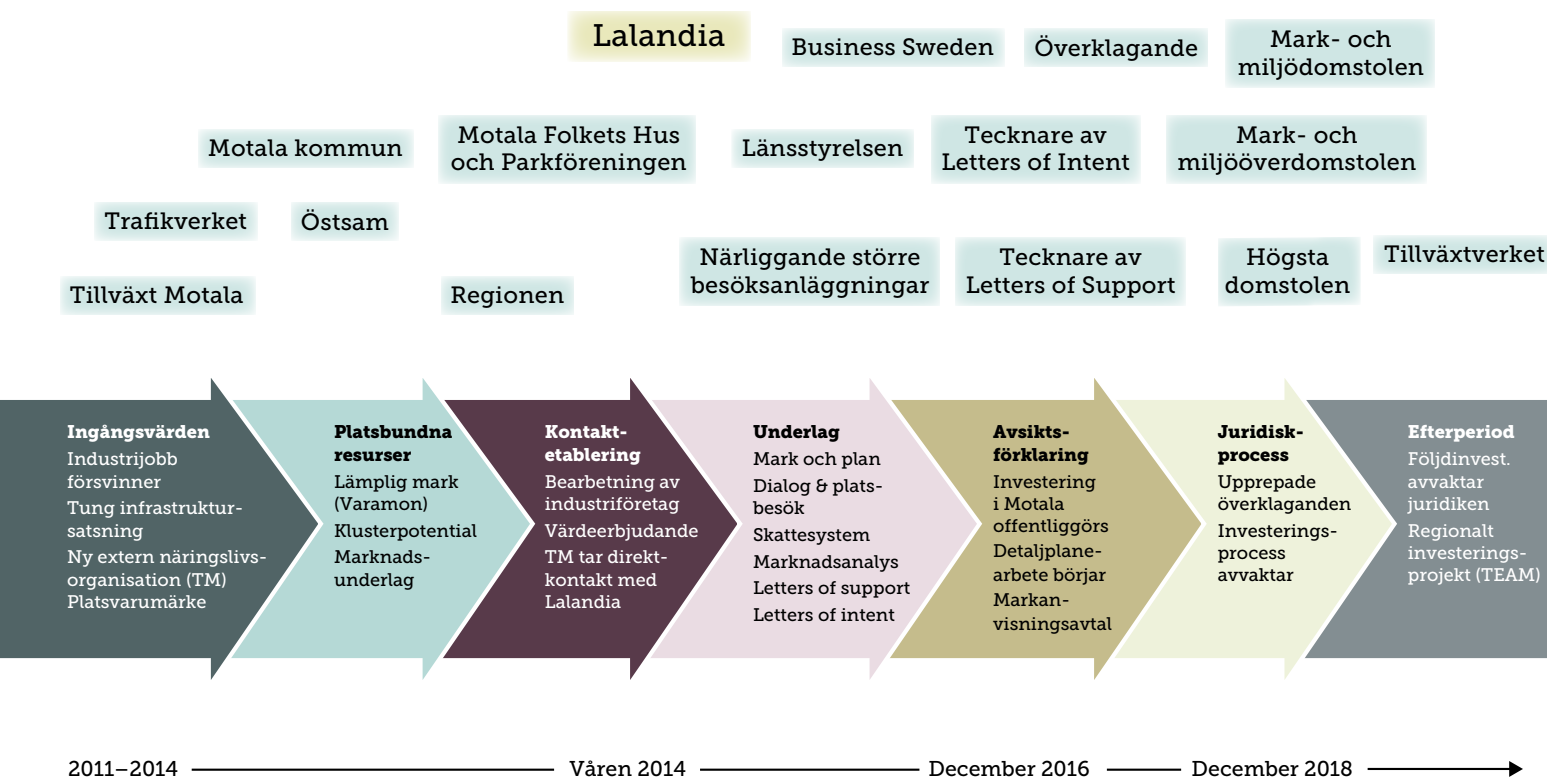 Lalandia
Business Sweden
Överklagande
Mark- och
miljödomstolen
Motala kommun
Motala Folkets Hus
och Parkföreningen
Länsstyrelsen
Tecknare av
Letters of Intent
Mark- och
miljööverdomstolen
Trafikverket
Östsam
Närliggande större
besöksanläggningar
Tecknare av
Letters of Support
Högsta
domstolen
Tillväxtverket
Tillväxt Motala
Regionen
Ingångsvärden
Industrijobb
försvinner
Tung infrastruktur-
satsning
Ny extern näringslivs-
organisation (TM)
Platsvarumärke
Platsbundna
resurser
Lämplig mark
(Varamon)
Klusterpotential
Marknads-
underlag
Kontakt-
etablering
Bearbetning av
industriföretag
Värdeerbjudande
TM tar direkt-
kontakt med
Lalandia
Underlag
Mark och plan
Dialog & plats-
besök
Skattesystem
Marknadsanalys
Letters of support
Letters of intent
Avsikts-
förklaring
Investering
i Motala
offentliggörs
Detaljplane-
arbete börjar
Markan-
visningsavtal
Juridisk-
process
Upprepade
överklaganden
Investerings-
process
avvaktar
Efterperiod
Följdinvest.
avvaktar
juridiken
Regionalt
investerings-
projekt (TEAM)
2011–2014
Våren 2014
December 2016
December 2018